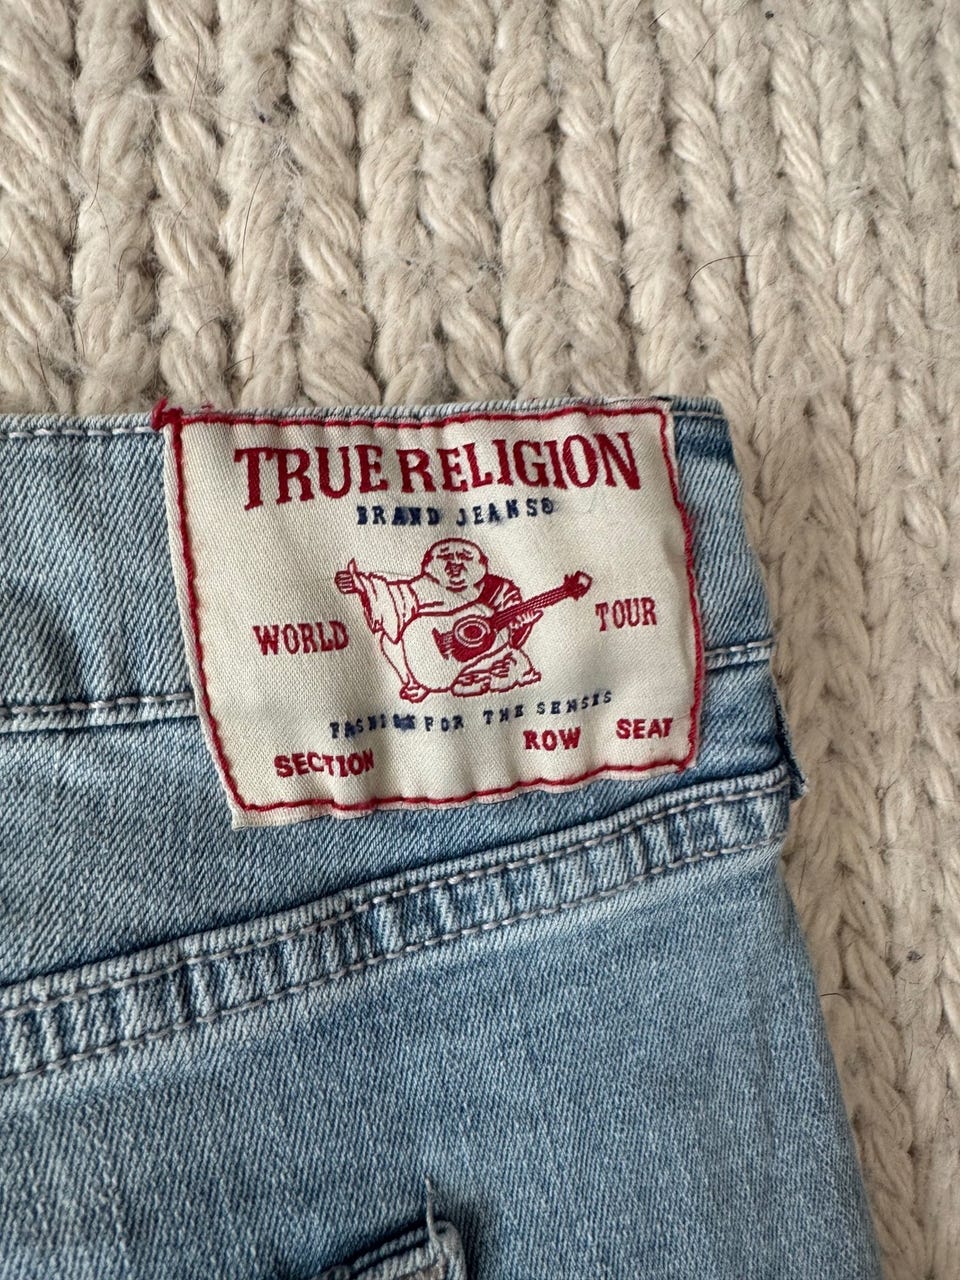 TRUE RELIGION
BRAND JEANS®
WORLD TOUR
FASHION FOR THE SENSES
SECTION ROW SEAT